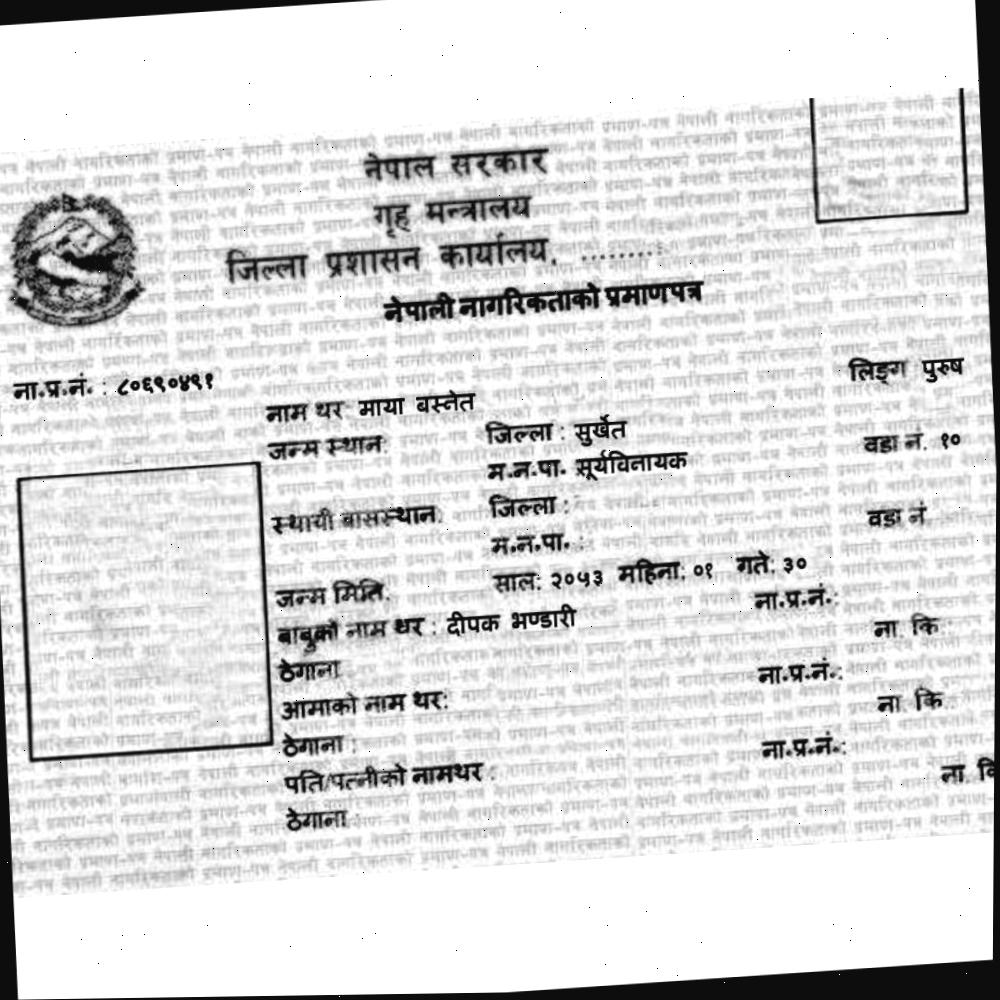 नेपाल सरकार
गृह मन्त्रालय
जिल्ला प्रशासन कार्यालय, .........
नेपाली नागरिकताको प्रमाणपत्र
ना.प्र.नं. : ८०६९०४९१
लिङ्ग पुरुष
नाम थर माया बस्नेत
जन्म स्थान: जिल्ला : सुर्खेत
वडा नं. १०
म.न.पा. सूर्यविनायक
स्थायी बासस्थान: जिल्ला :
वडा नं
म.न.पा. :
जन्म मिति: साल: २०५३ महिना: ०१ गते: ३०
बाबुको नाम थर : दीपक भण्डारी
ना.प्र.नं.:
ठेगाना
ना. कि
आमाको नाम थर:
ना.प्र.नं.:
ठेगाना :
ना. कि
पति/पत्नीको नामथर :
ना.प्र.नं.:
ठेगाना :
ना. कि